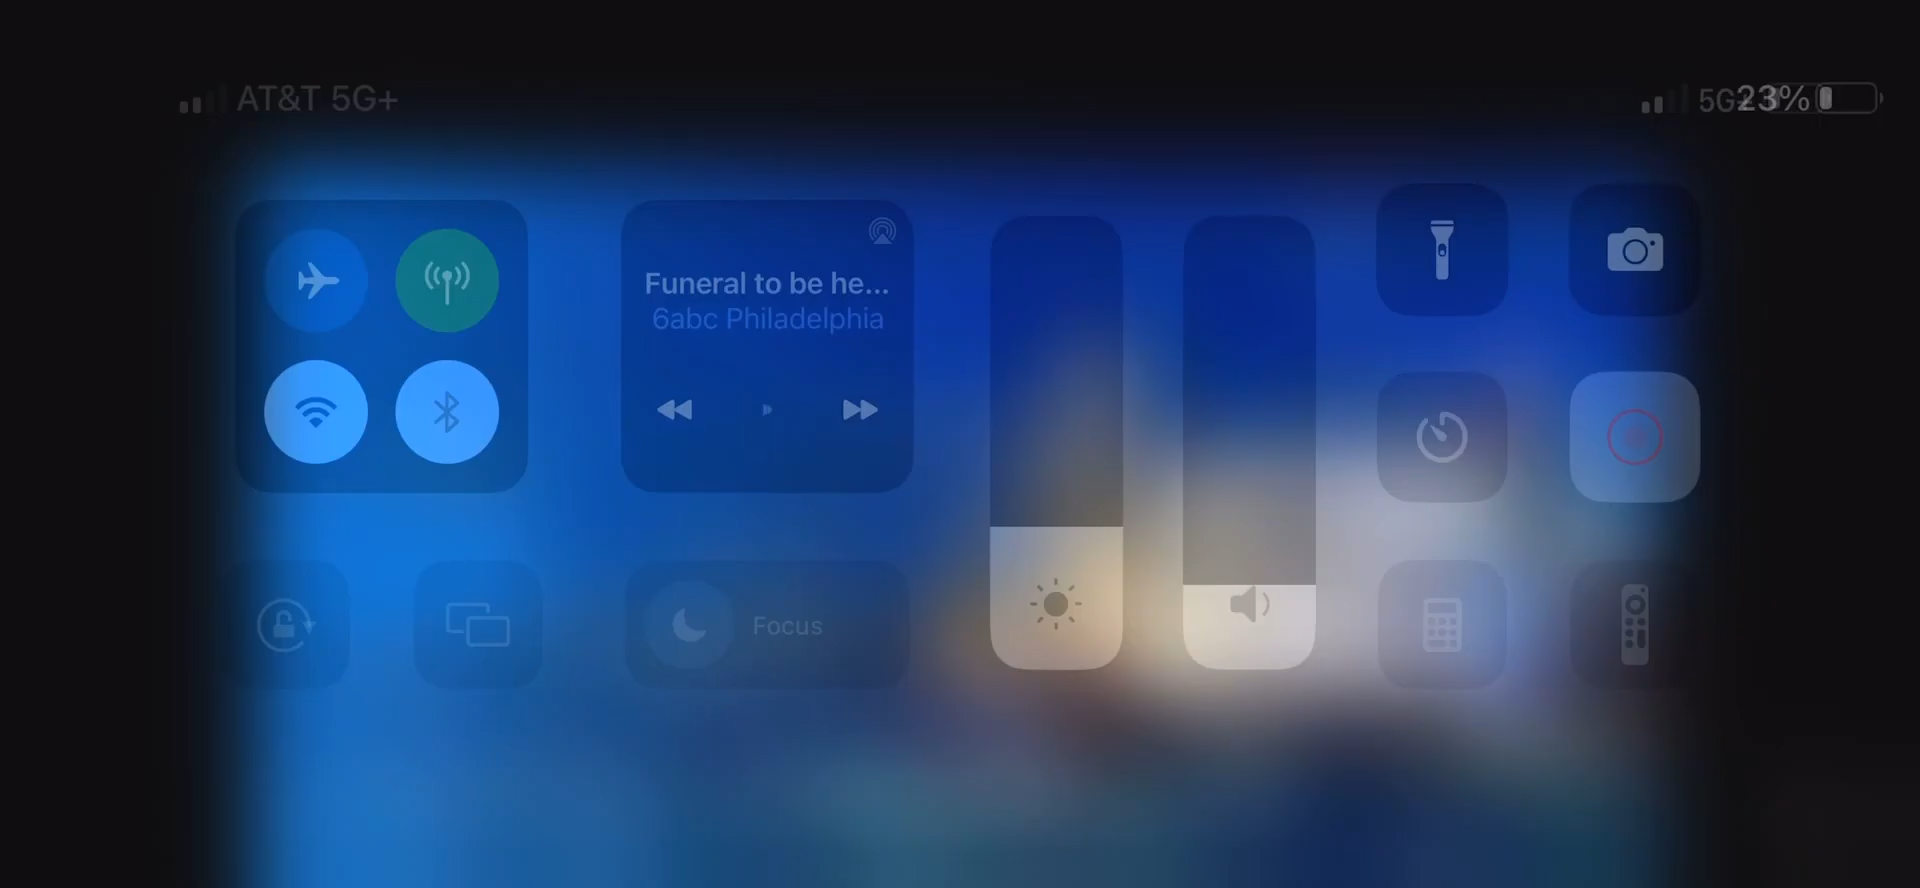 AT&T 5G+
5G 23%
Funeral to be he...
6abc Philadelphia
Focus